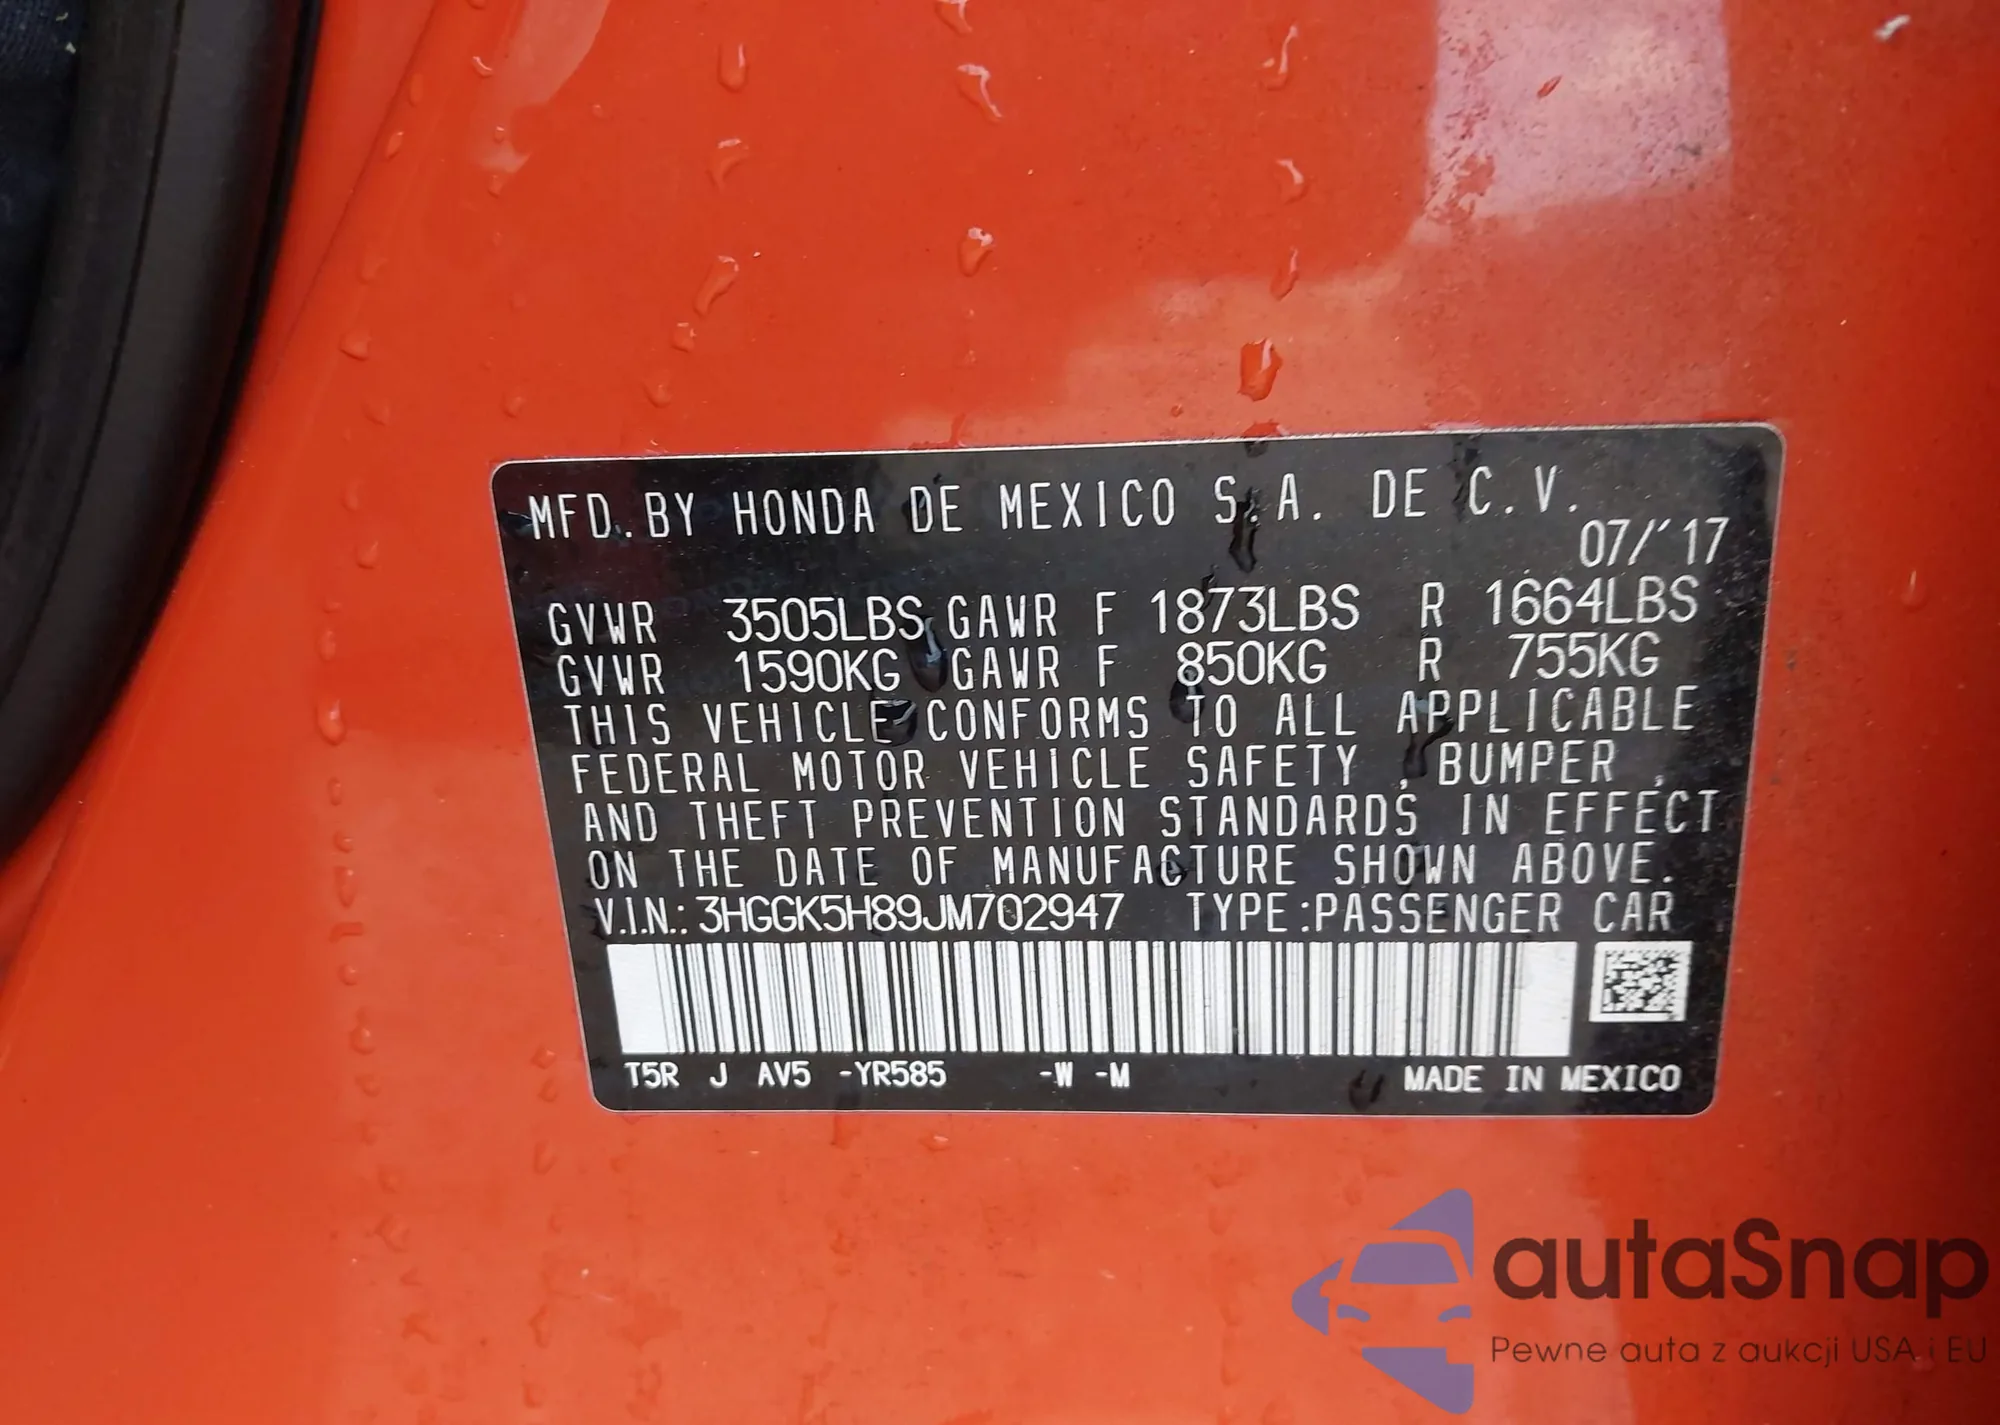 MFD. BY HONDA DE MEXICO S.A. DE C.V.
07/'17
GVWR 3505LBS GAWR F 1873LBS R 1664LBS
GVWR 1590KG GAWR F 850KG R 755KG
THIS VEHICLE CONFORMS TO ALL APPLICABLE
FEDERAL MOTOR VEHICLE SAFETY , BUMPER ,
AND THEFT PREVENTION STANDARDS IN EFFECT
ON THE DATE OF MANUFACTURE SHOWN ABOVE.
V.I.N.: 3HGGK5H89JM702947 TYPE:PASSENGER CAR
T5R J AV5 -YR585 -W -M MADE IN MEXICO
autaSnap
Pewne auta z aukcji USA i EU